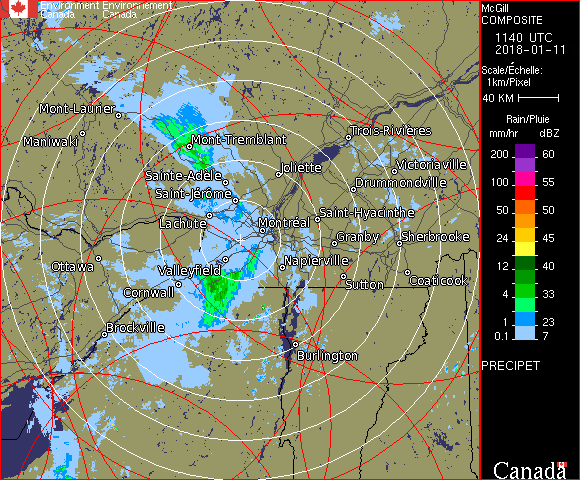 Environment Environnement
Canada Canada
McGill
COMPOSITE
1140 UTC
2018-01-11
Scale/Échelle:
1km/Pixel
40 KM
Rain/Pluie
mm/hr dBZ
200 60
100 55
50 50
24 45
12 40
4 33
1 23
0.1 7
PRECIPET
Canada
Mont-Laurier
Maniwaki
Mont-Tremblant
Trois-Rivières
Victoriaville
Joliette
Sainte-Adèle
Drummondville
Saint-Jérôme
Saint-Hyacinthe
Lachute
Montréal
Granby
Sherbrooke
Ottawa
Valleyfield
Napierville
Cornwall
Sutton
Coaticook
Brockville
Burlington